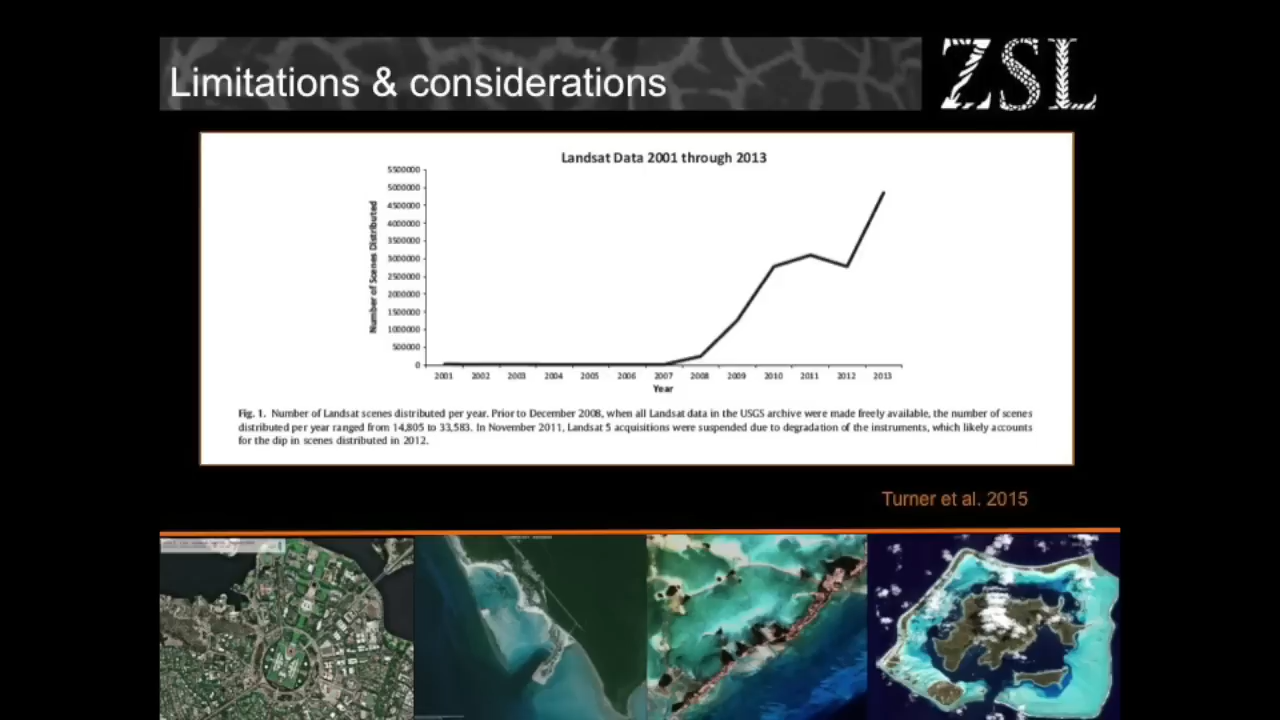 Limitations & considerations
ZSL
Landsat Data 2001 through 2013
Number of Scenes Distributed
5500000
5000000
4500000
4000000
3500000
3000000
2500000
2000000
1500000
1000000
500000
0
2001 2002 2003 2004 2005 2006 2007 2008 2009 2010 2011 2012 2013
Year
Fig. 1. Number of Landsat scenes distributed per year. Prior to December 2008, when all Landsat data in the USGS archive were made freely available, the number of scenes
distributed per year ranged from 14,805 to 33,583. In November 2011, Landsat 5 acquisitions were suspended due to degradation of the instruments, which likely accounts
for the dip in scenes distributed in 2012.
Turner et al. 2015